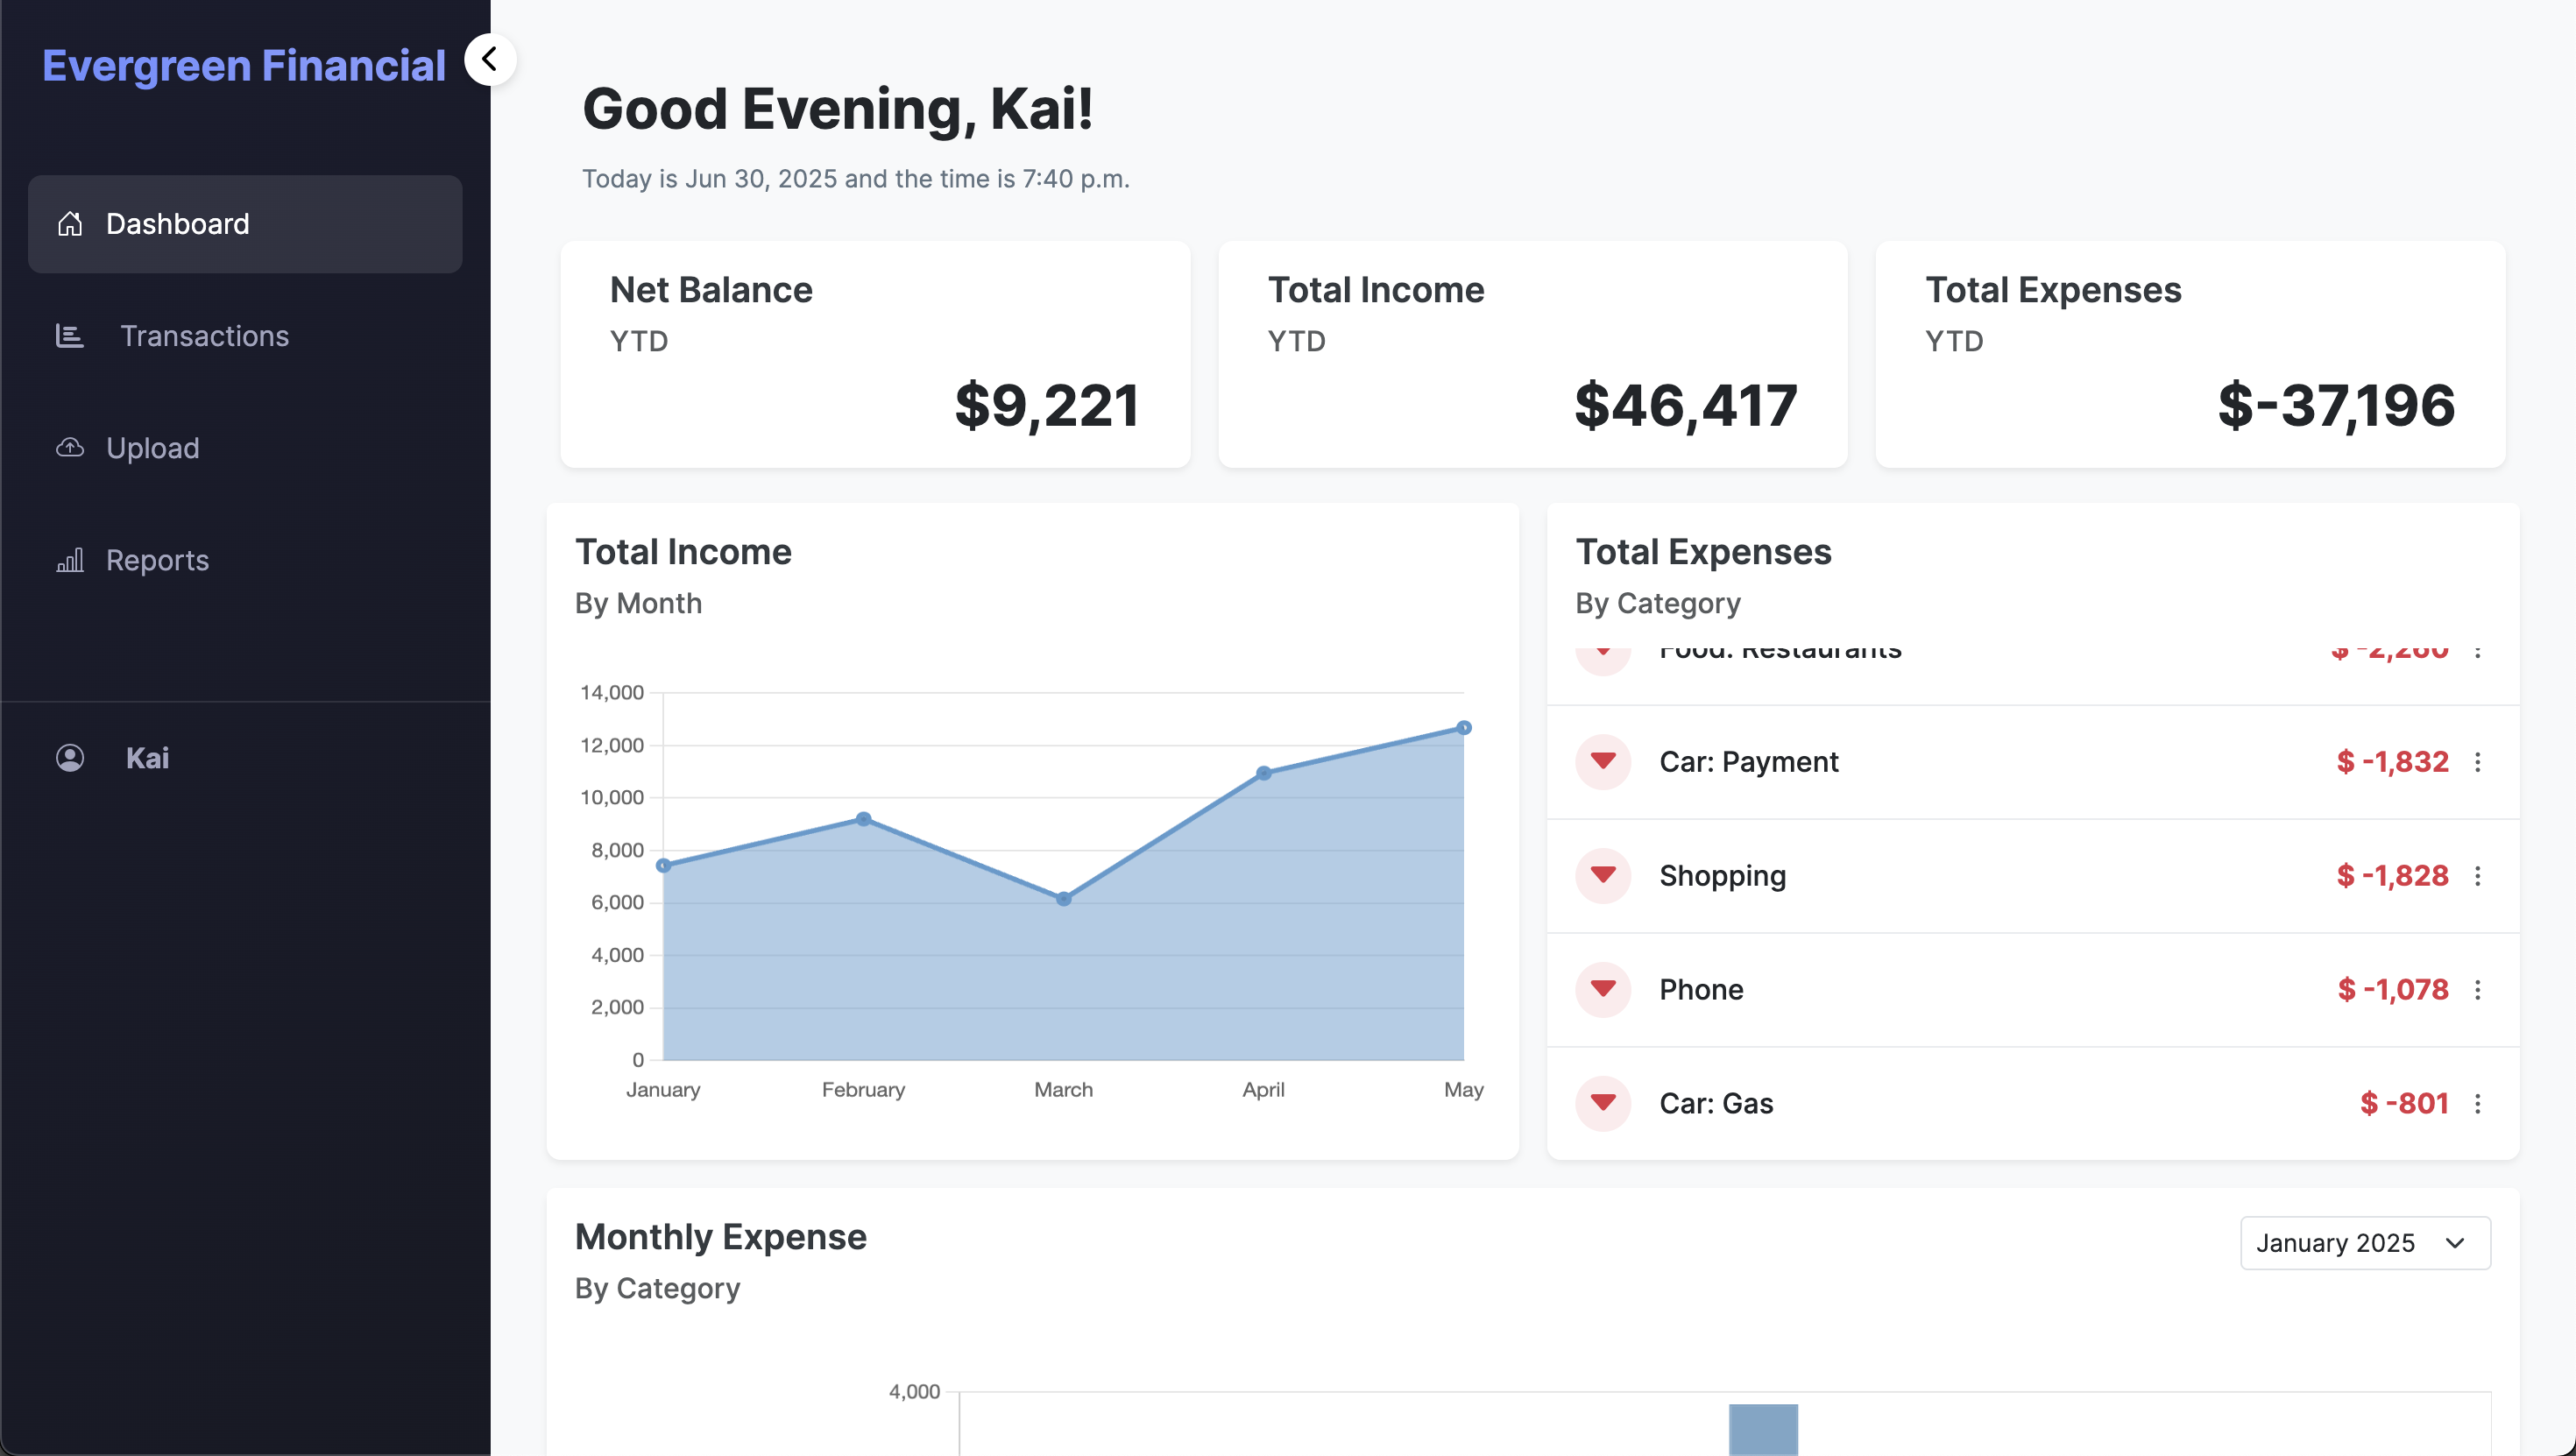 Evergreen Financial
Dashboard
Transactions
Upload
Reports
Kai
Good Evening, Kai!
Today is Jun 30, 2025 and the time is 7:40 p.m.
Net Balance
YTD
$9,221
Total Income
YTD
$46,417
Total Expenses
YTD
$-37,196
Total Income
By Month
14,000
12,000
10,000
8,000
6,000
4,000
2,000
0
January February March April May
Total Expenses
By Category
Food: Restaurants
Car: Payment $ -1,832
Shopping $ -1,828
Phone $ -1,078
Car: Gas $ -801
Monthly Expense
By Category
January 2025
4,000